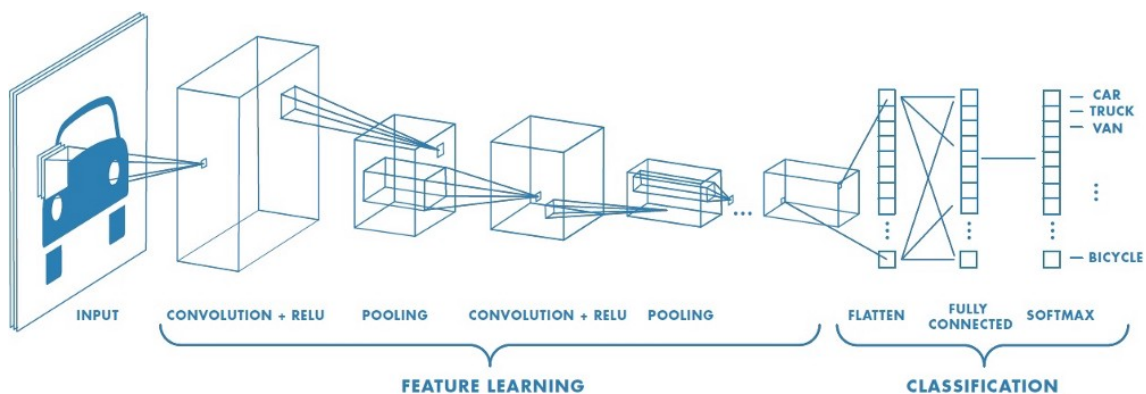 CAR
TRUCK
VAN
BICYCLE
INPUT
CONVOLUTION + RELU
POOLING
CONVOLUTION + RELU
POOLING
FLATTEN
FULLY
CONNECTED
SOFTMAX
FEATURE LEARNING
CLASSIFICATION